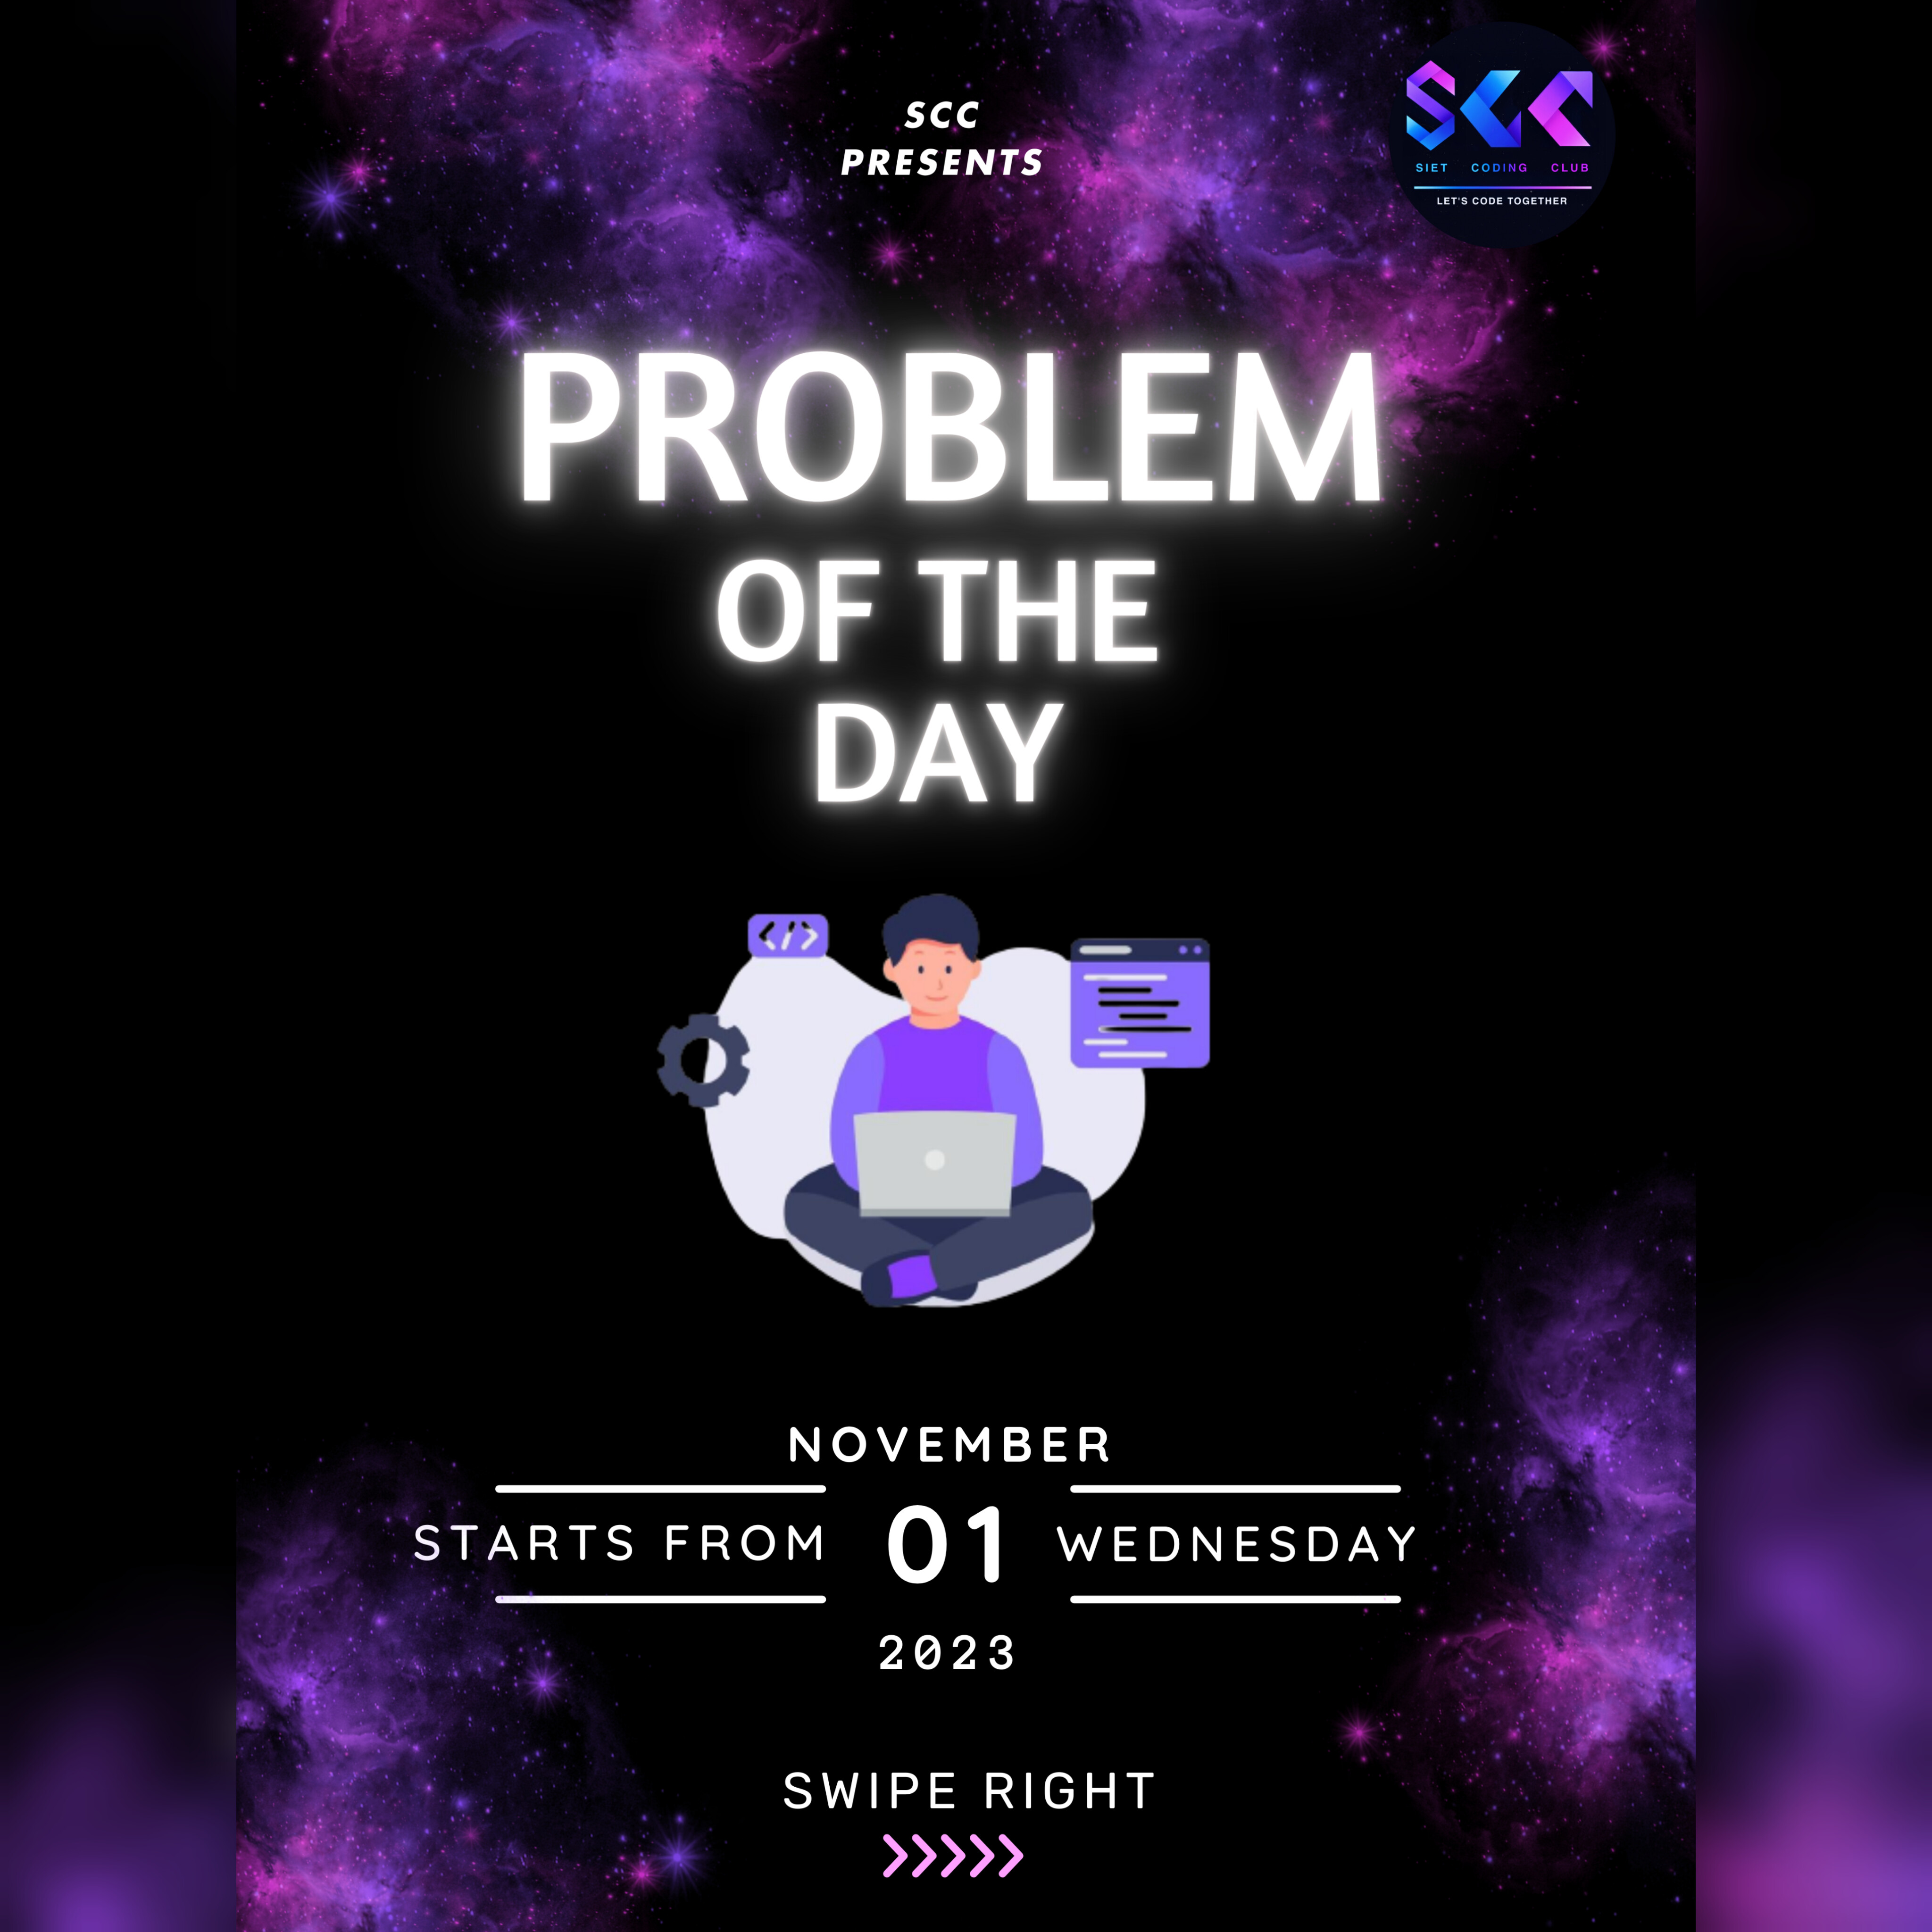 SCC
PRESENTS
SCC
SIET CODING CLUB
LET'S CODE TOGETHER
PROBLEM
OF THE
DAY
</>
NOVEMBER
STARTS FROM 01 WEDNESDAY
2023
SWIPE RIGHT